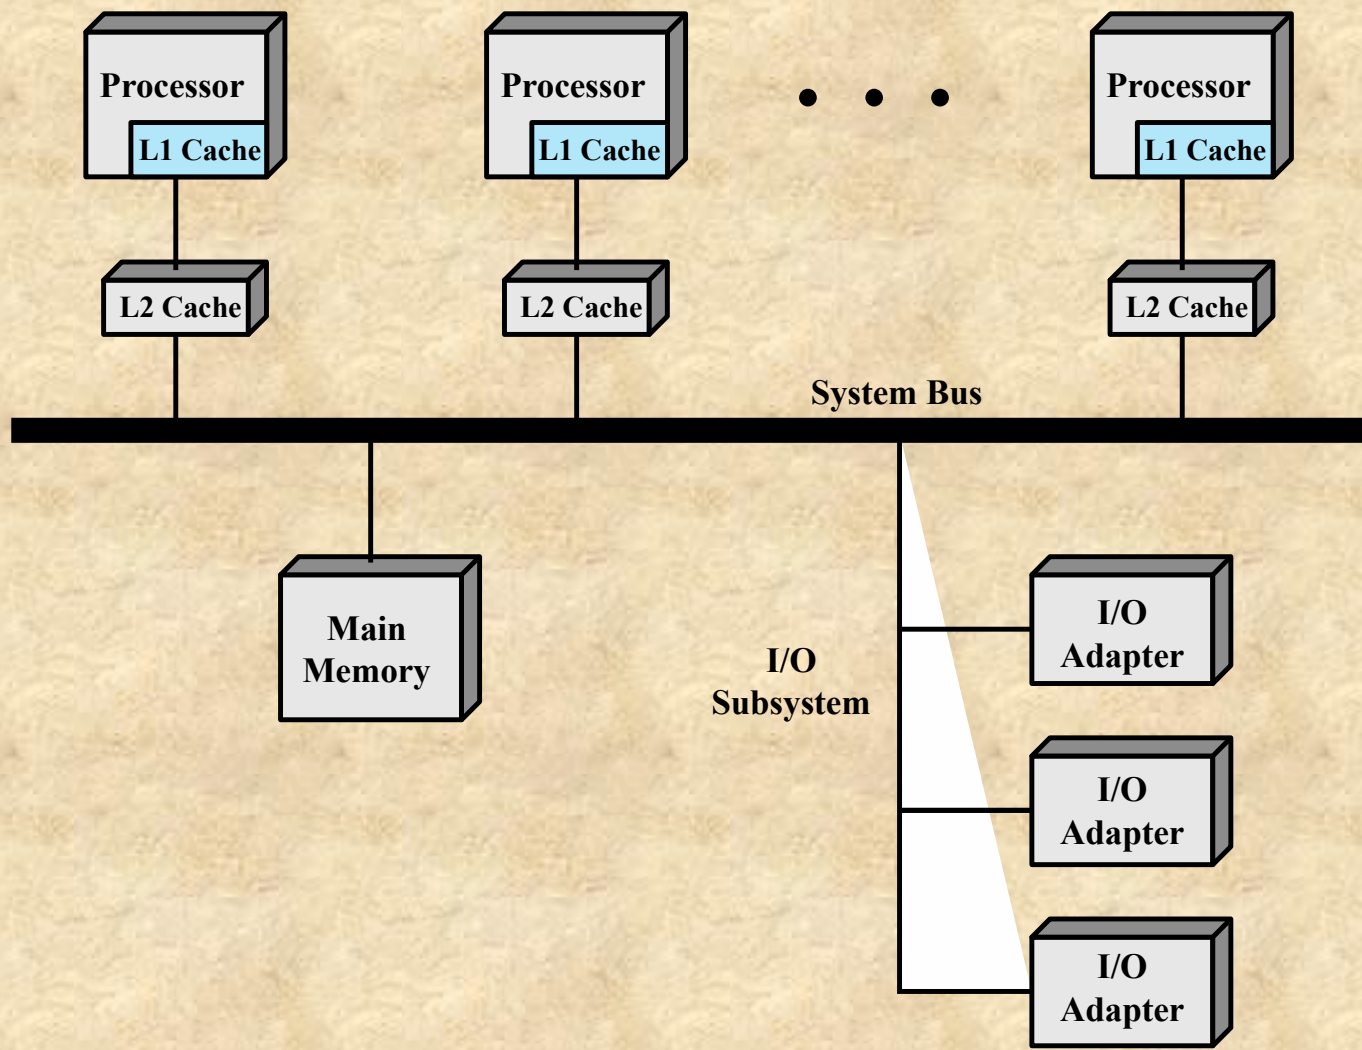 Processor
L1 Cache
Processor
L1 Cache
Processor
L1 Cache
L2 Cache
L2 Cache
L2 Cache
System Bus
Main
Memory
I/O
Subsystem
I/O
Adapter
I/O
Adapter
I/O
Adapter